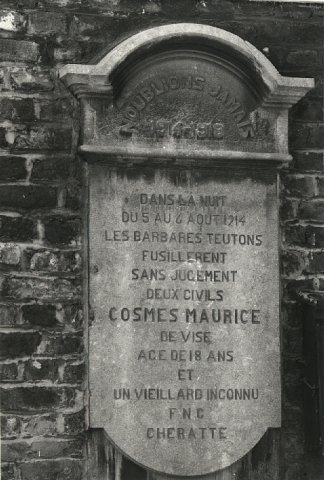 N'OUBLIONS JAMAIS
1914-1918
DANS LA NUIT
DU 5 AU 6 AOUT 1914
LES BARBARES TEUTONS
FUSILLERENT
SANS JUGEMENT
DEUX CIVILS
COSMES MAURICE
DE VISE
AGE DE 18 ANS
ET
UN VIEILLARD INCONNU
F N C
CHERATTE